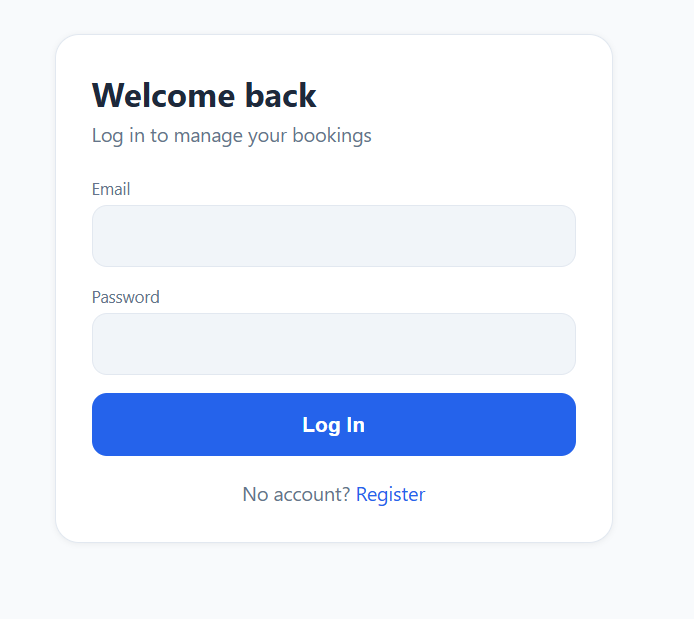 Welcome back
Log in to manage your bookings
Email
Password
Log In
No account? Register